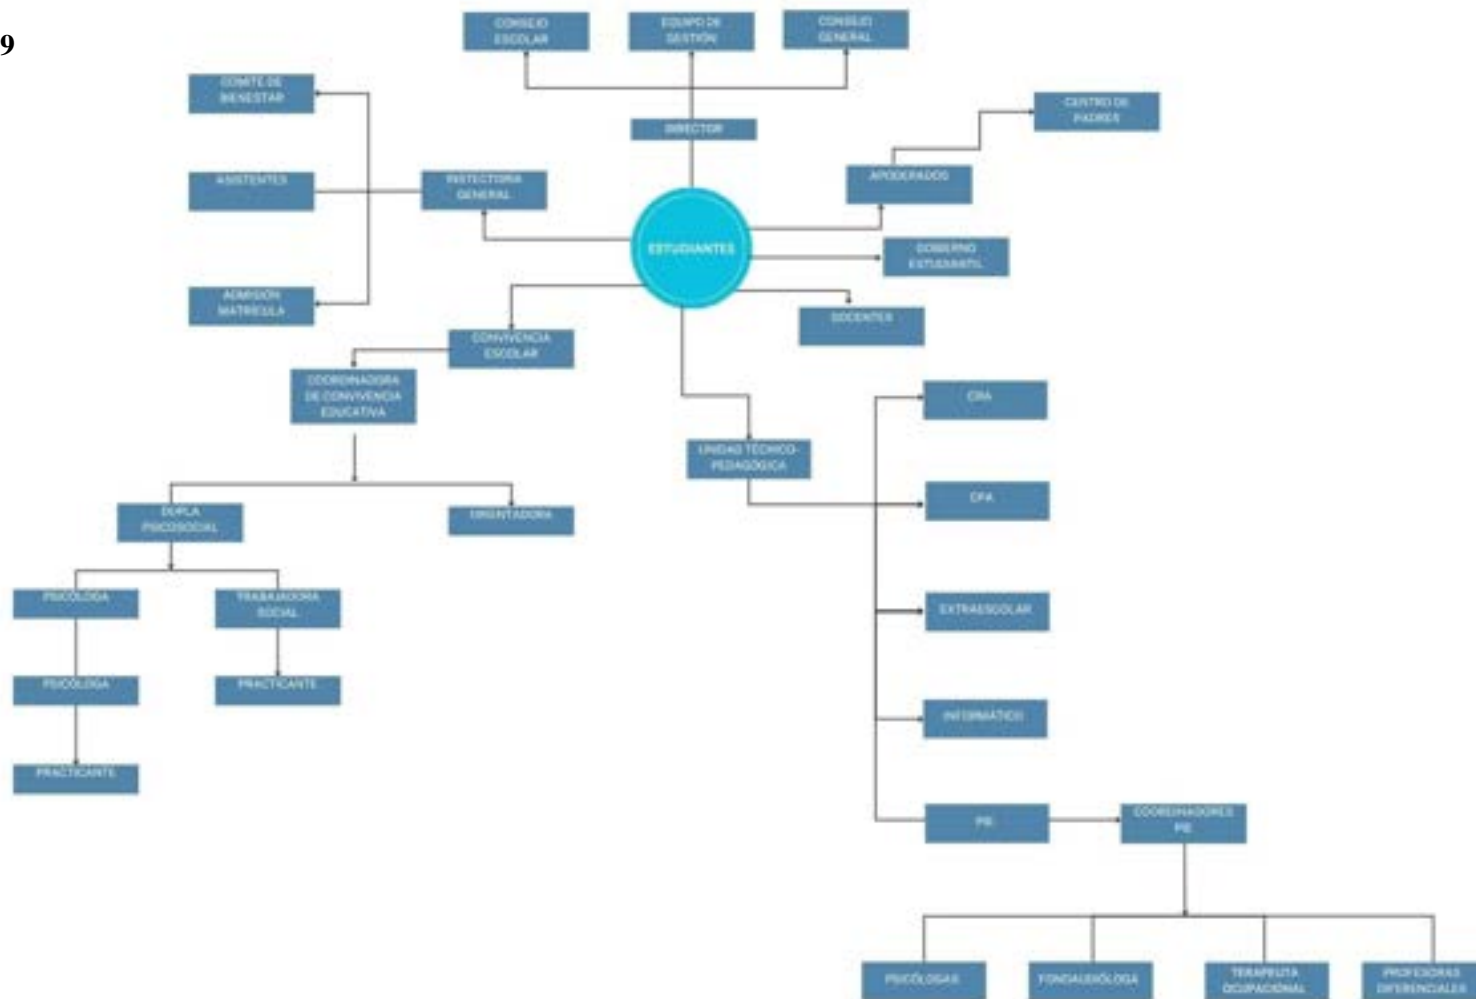 9
CONSEJO
ESCOLAR
EQUIPO DE
GESTIÓN
CONSEJO
GENERAL
COMITÉ DE
BIENESTAR
DIRECTOR
CENTRO DE
PADRES
ASISTENTES
INSTECTORIA
GENERAL
APODERADOS
ESTUDIANTES
GOBIERNO
ESTUDIANTIL
ADMISIÓN
MATRÍCULA
DOCENTES
CONVIVENCIA
ESCOLAR
COORDINADORA
DE CONVIVENCIA
EDUCATIVA
CRA
UNIDAD TÉCNICO-
PEDAGÓGICA
DUPLA
PSICOSOCIAL
ORIENTADORA
PSICÓLOGA
TRABAJADORA
SOCIAL
EXTRAESCOLAR
PSICÓLOGA
PRACTICANTE
INFORMÁTICO
PRACTICANTE
PIE
COORDINADORES
PIE
PSICÓLOGAS
FONOAUDIÓLOGA
TERAPEUTA
OCUPACIONAL
PROFESORAS
DIFERENCIALES